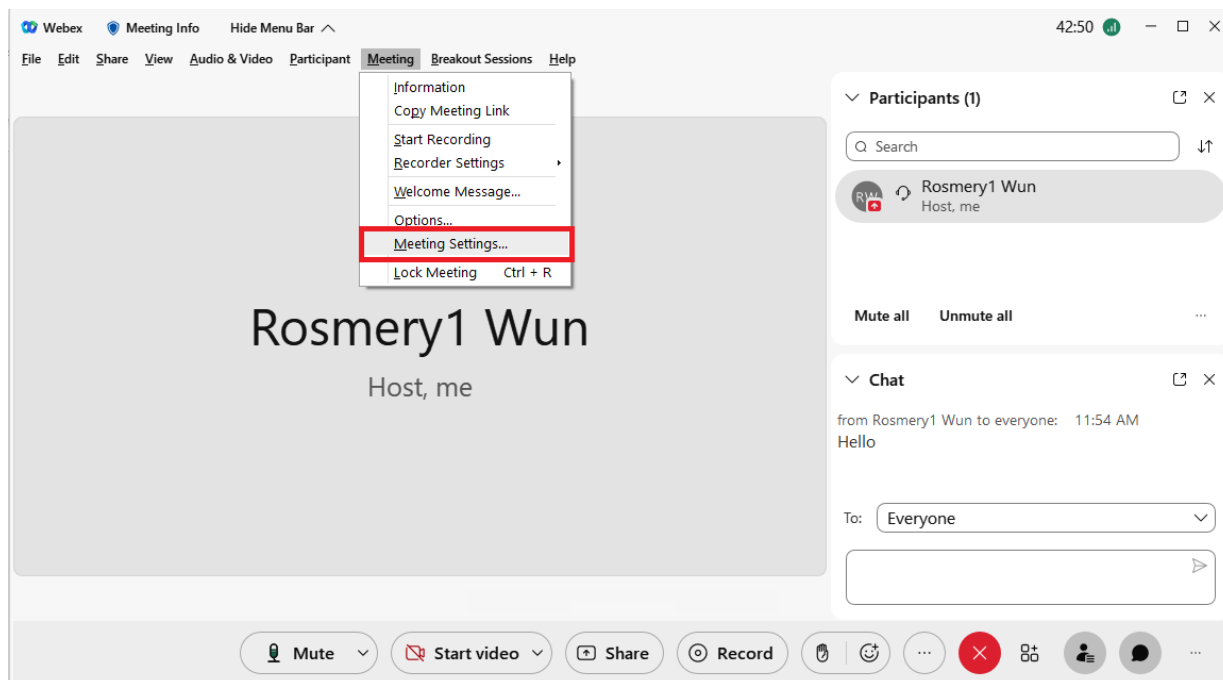 Webex Meeting Info Hide Menu Bar 42:50
File Edit Share View Audio & Video Participant Meeting Breakout Sessions Help
Information
Copy Meeting Link
Start Recording
Recorder Settings
Welcome Message...
Options...
Meeting Settings...
Lock Meeting Ctrl + R
Rosmery1 Wun
Host, me
Participants (1)
Search
RW
Rosmery1 Wun
Host, me
Mute all Unmute all ...
Chat
from Rosmery1 Wun to everyone: 11:54 AM
Hello
To: Everyone
Mute Start video Share Record ... ...